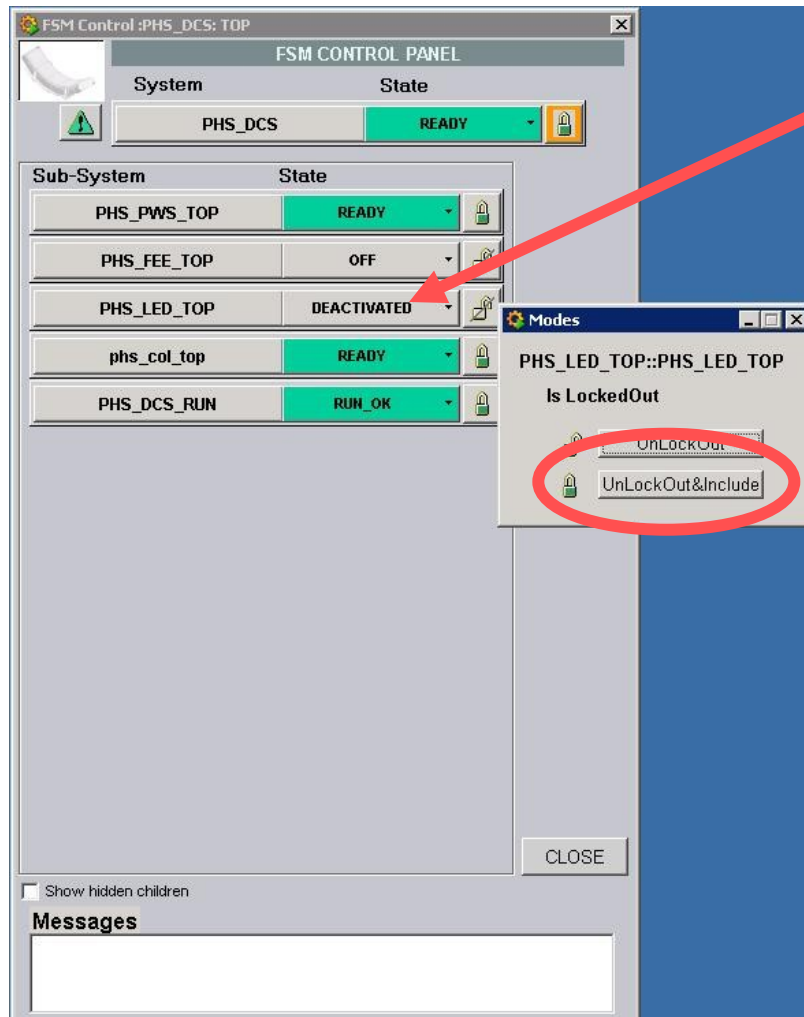 FSM Control :PHS_DCS: TOP
FSM CONTROL PANEL
System State
PHS_DCS READY
Sub-System State
PHS_PWS_TOP READY
PHS_FEE_TOP OFF
PHS_LED_TOP DEACTIVATED
phs_col_top READY
PHS_DCS_RUN RUN_OK
Modes
PHS_LED_TOP::PHS_LED_TOP
Is LockedOut
UnLockOut
UnLockOut&Include
CLOSE
Show hidden children
Messages